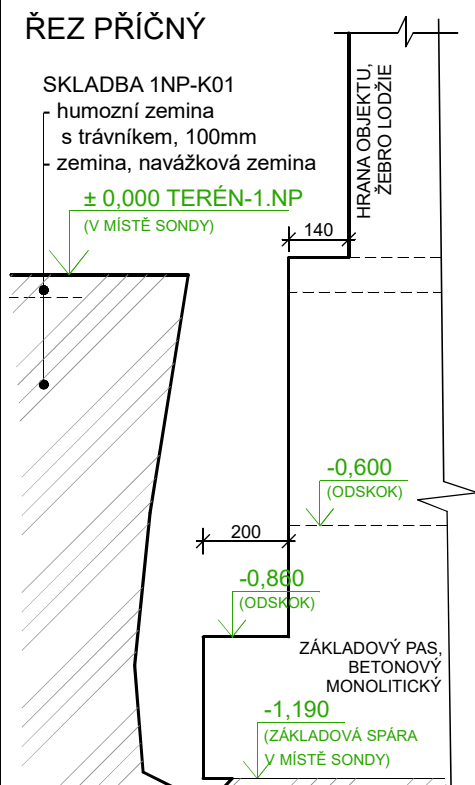 ŘEZ PŘÍČNÝ
SKLADBA 1NP-K01
- humozní zemina
s trávníkem, 100mm
- zemina, navážková zemina
± 0,000 TERÉN-1.NP
(V MÍSTĚ SONDY)
HRANA OBJEKTU,
ŽEBRO LODŽIE
140
-0,600
(ODSKOK)
200
-0,860
(ODSKOK)
ZÁKLADOVÝ PAS,
BETONOVÝ
MONOLITICKÝ
-1,190
(ZÁKLADOVÁ SPÁRA
V MÍSTĚ SONDY)